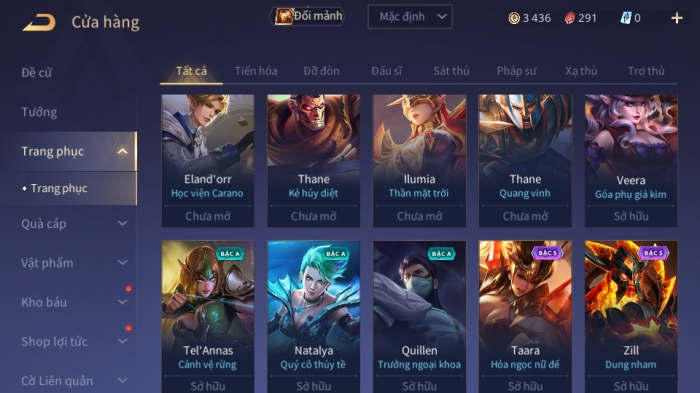 Cửa hàng
Đổi mảnh
Mặc định
3 436
291
0
Đề cử
Tướng
Trang phục
Trang phục
Quà cáp
Vật phẩm
Kho báu
Shop lợi tức
Cờ Liên quân
Tất cả
Tiến hóa
Đỡ đòn
Đấu sĩ
Sát thủ
Pháp sư
Xạ thủ
Trợ thủ
Eland'orr
Học viện Carano
Chưa mở
Thane
Kẻ hủy diệt
Chưa mở
Ilumia
Thần mặt trời
Chưa mở
Thane
Quang vinh
Chưa mở
Veera
Góa phụ giả kim
Sở hữu
BẬC A
Tel'Annas
Cảnh vệ rừng
Sở hữu
BẬC A
Natalya
Quý cô thủy tề
Sở hữu
BẬC A
Quillen
Trưởng ngoại khoa
Sở hữu
BẬC S
Taara
Hỏa ngọc nữ đế
Sở hữu
BẬC S
Zill
Dung nham
Sở hữu